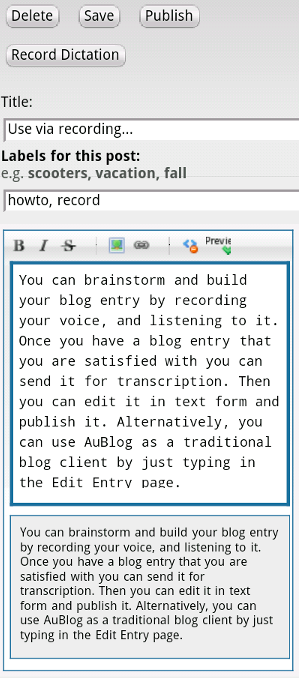 Delete Save Publish
Record Dictation
Title:
Use via recording...
Labels for this post:
e.g. scooters, vacation, fall
howto, record
B I S Previe
You can brainstorm and build
your blog entry by recording
your voice, and listening to it.
Once you have a blog entry that
you are satisfied with you can
send it for transcription. Then
you can edit it in text form and
publish it. Alternatively, you
can use AuBlog as a traditional
blog client by just typing in
the Edit Entry page.
You can brainstorm and build your blog entry
by recording your voice, and listening to it.
Once you have a blog entry that you are
satisfied with you can send it for
transcription. Then you can edit it in text
form and publish it. Alternatively, you can
use AuBlog as a traditional blog client by just
typing in the Edit Entry page.